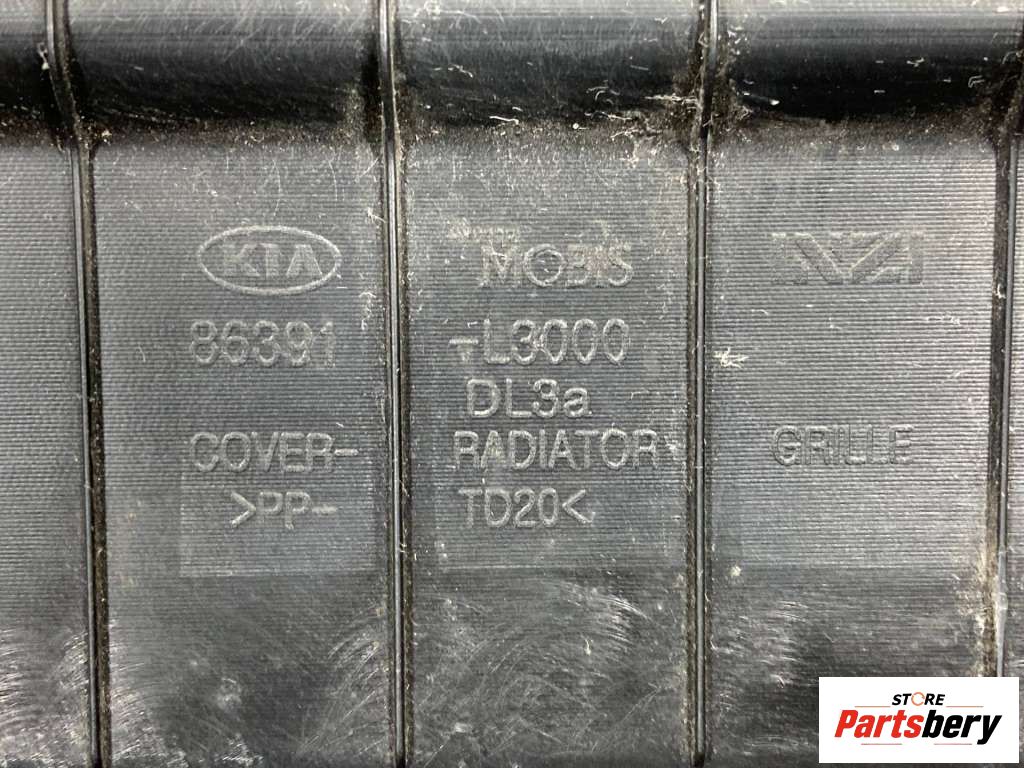 KIA MOBIS
86391 -L3000
DL3a
COVER- RADIATOR GRILLE
>PP- TD20<
STORE
Partsbery